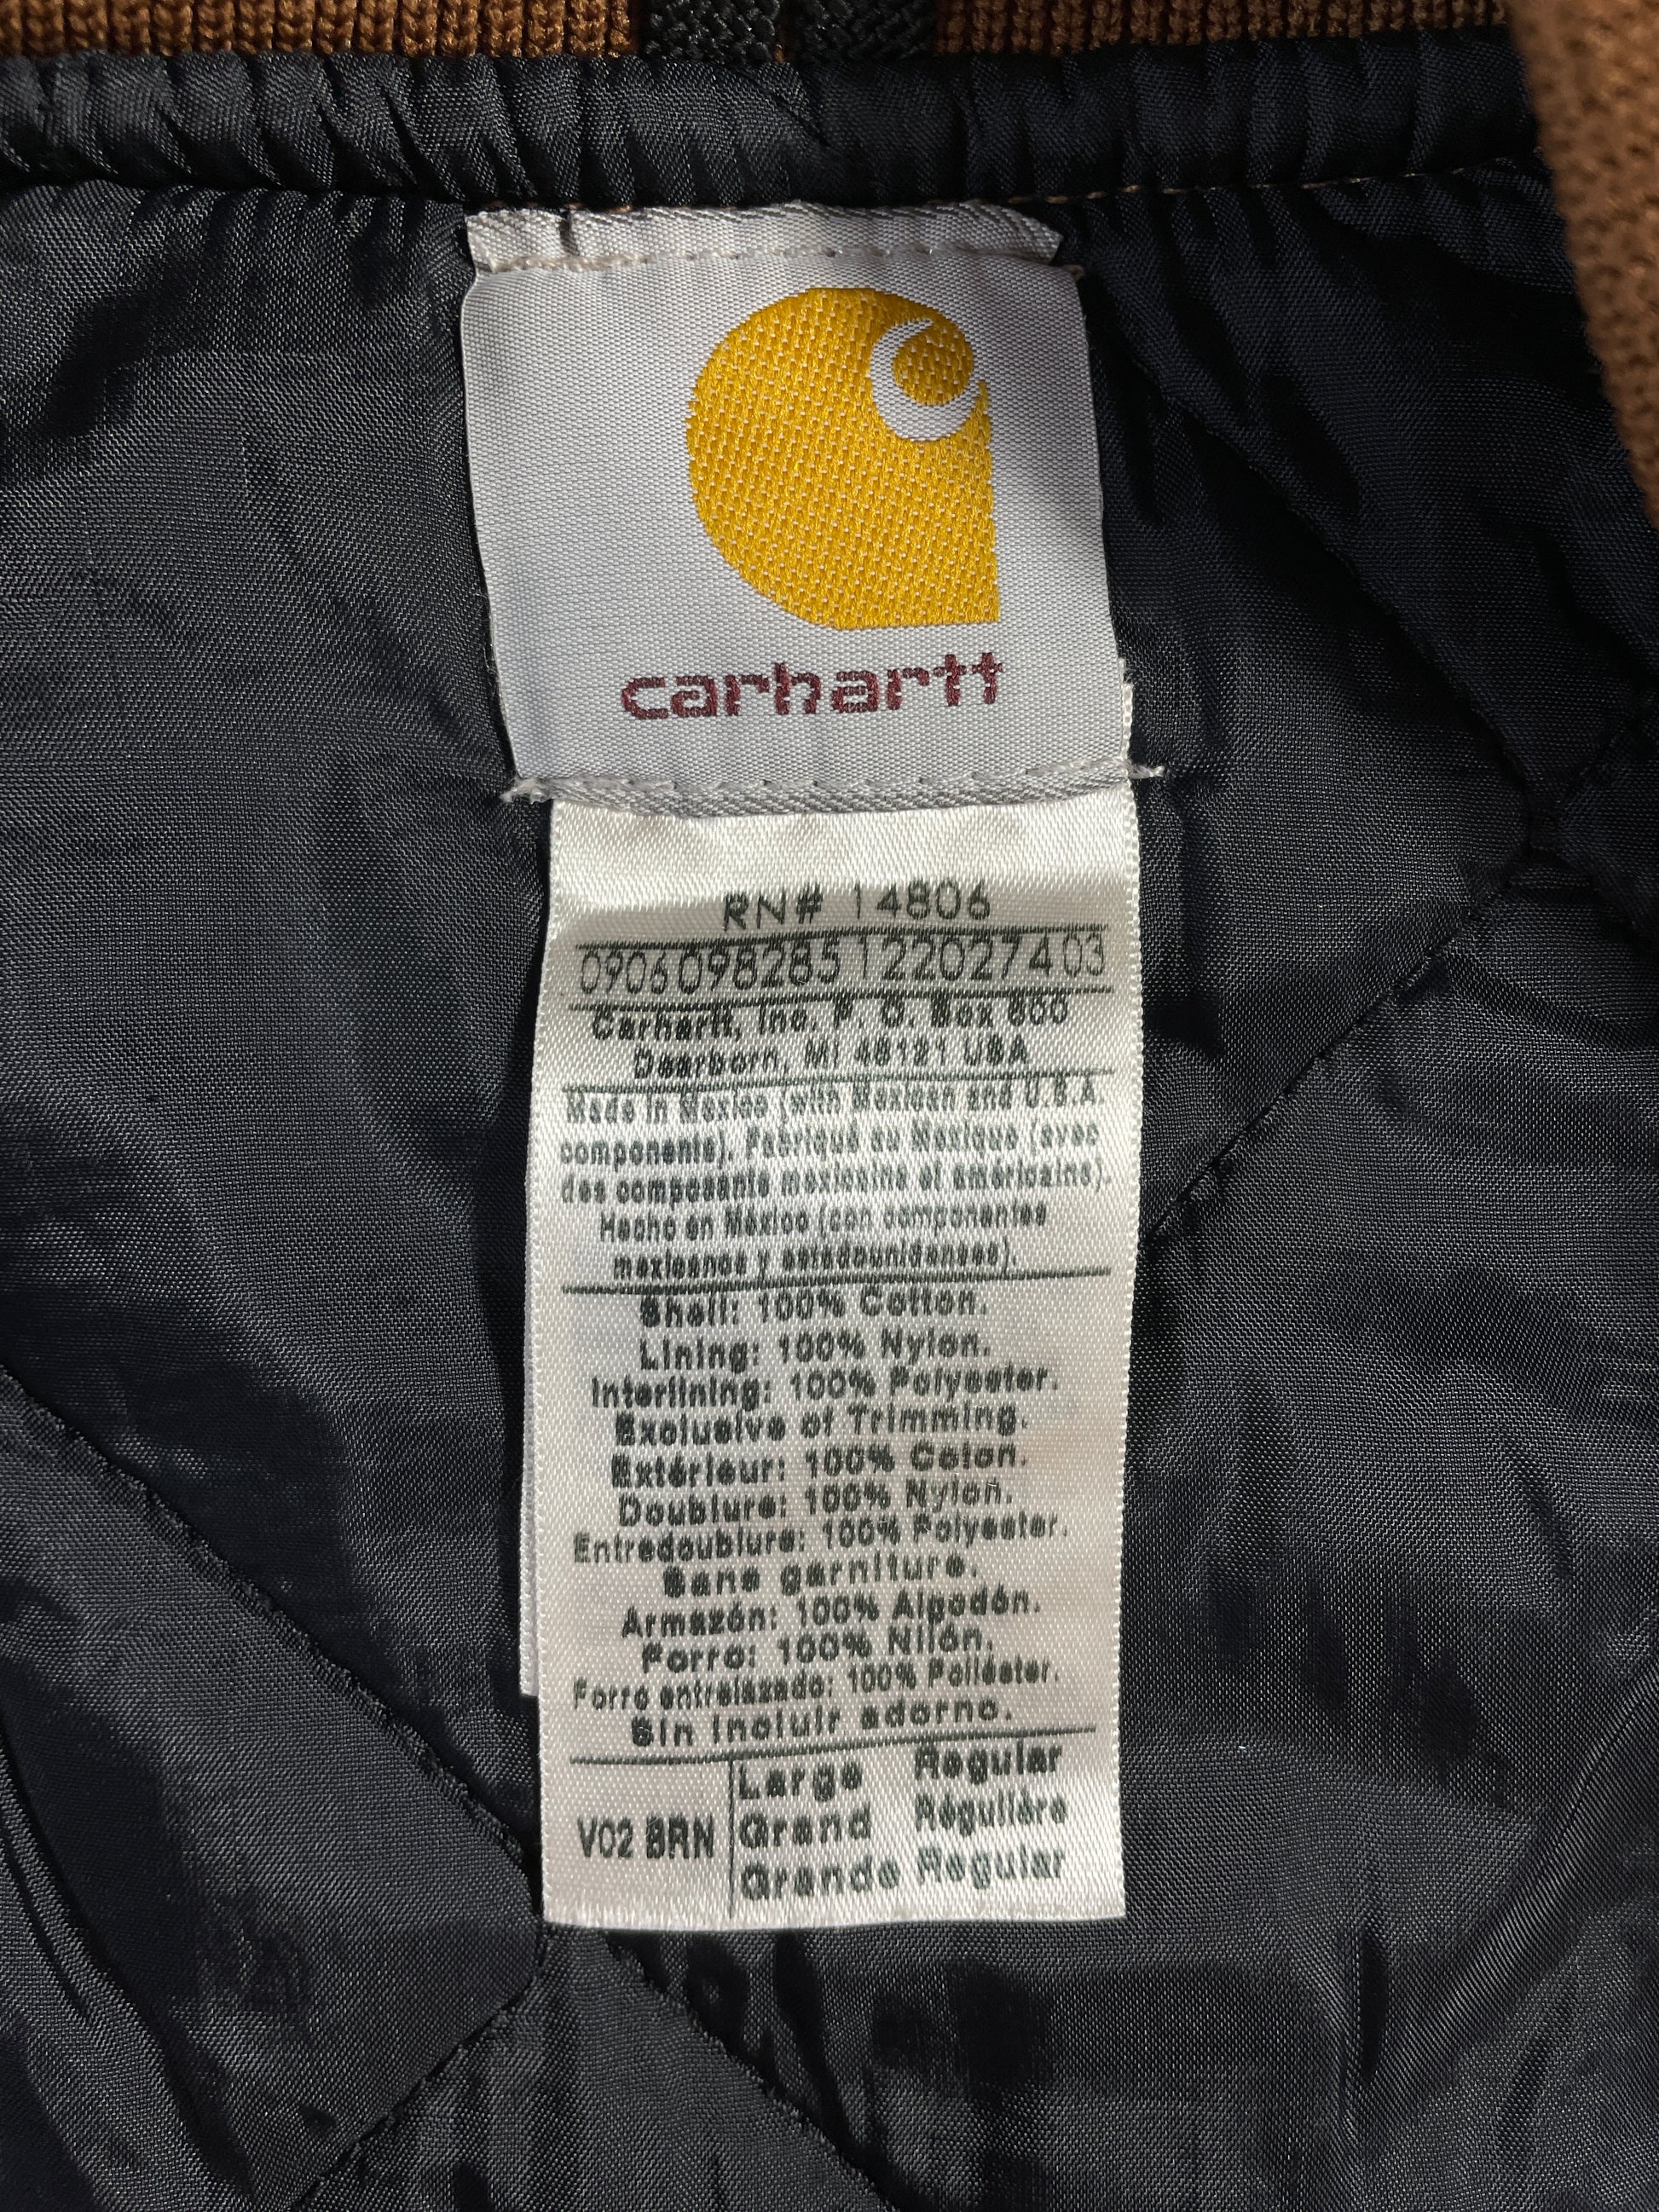 carhartt
RN# 14806
0906098285122027403
Carhartt, Inc. P. O. Box 600
Dearborn, MI 48121 USA
Made in Mexico (with Mexican and U.S.A.
components). Fabriqué au Mexique (avec
des composants mexicains et américains).
Hecho en México (con componentes
mexicanos y estadounidenses).
Shell: 100% Cotton.
Lining: 100% Nylon.
Interlining: 100% Polyester.
Exclusive of Trimming.
Extérieur: 100% Coton.
Doublure: 100% Nylon.
Entredoublure: 100% Polyester.
Sans garniture.
Armazón: 100% Algodón.
Forro: 100% Nilón.
Forro entrelazado: 100% Poliéster.
Sin incluir adorno.
V02 BRN
Large Regular
Grand Régulière
Grande Regular